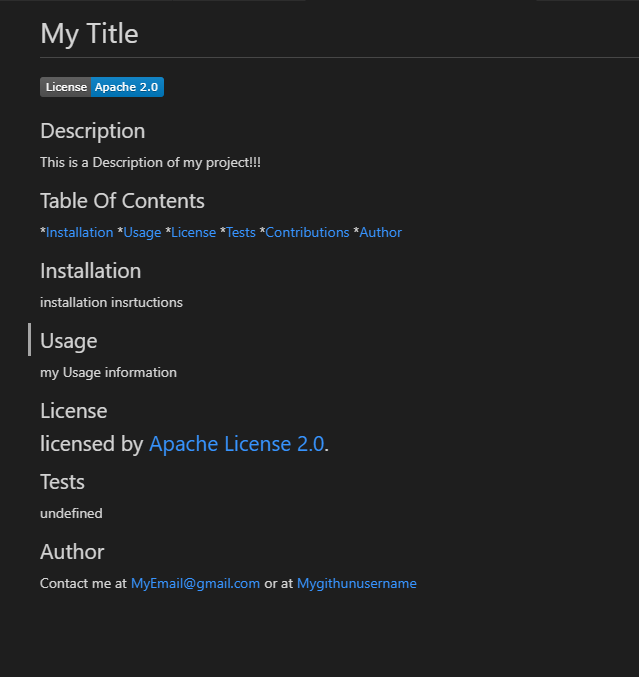 My Title
License Apache 2.0
Description
This is a Description of my project!!!
Table Of Contents
*Installation *Usage *License *Tests *Contributions *Author
Installation
installation insrtuctions
Usage
my Usage information
License
licensed by Apache License 2.0.
Tests
undefined
Author
Contact me at MyEmail@gmail.com or at Mygithunusername